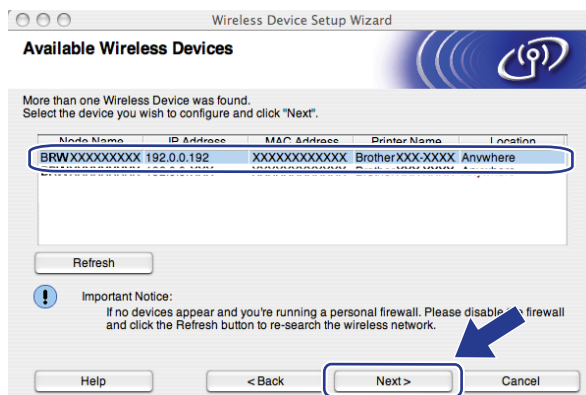 Wireless Device Setup Wizard
Available Wireless Devices
More than one Wireless Device was found.
Select the device you wish to configure and click "Next".
Node Name IP Address MAC Address Printer Name Location
BRWXXXXXXXXX 192.0.0.192 XXXXXXXXXXXX BrotherXXX-XXXX Anywhere
Refresh
Important Notice:
If no devices appear and you're running a personal firewall. Please disable firewall
and click the Refresh button to re-search the wireless network.
Help
< Back
Next >
Cancel